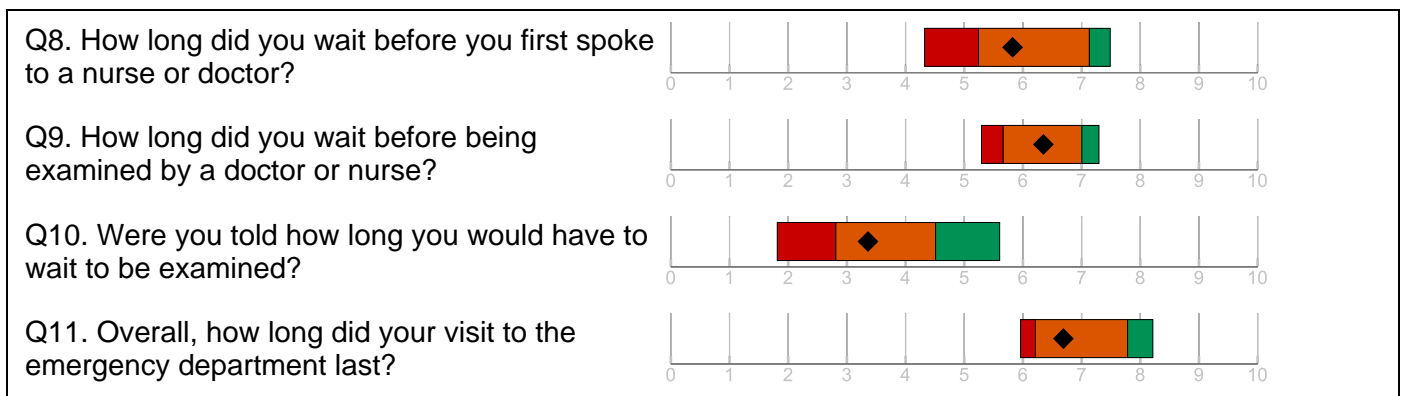 Q8. How long did you wait before you first spoke
to a nurse or doctor?
0 1 2 3 4 5 6 7 8 9 10
Q9. How long did you wait before being
examined by a doctor or nurse?
0 1 2 3 4 5 6 7 8 9 10
Q10. Were you told how long you would have to
wait to be examined?
0 1 2 3 4 5 6 7 8 9 10
Q11. Overall, how long did your visit to the
emergency department last?
0 1 2 3 4 5 6 7 8 9 10